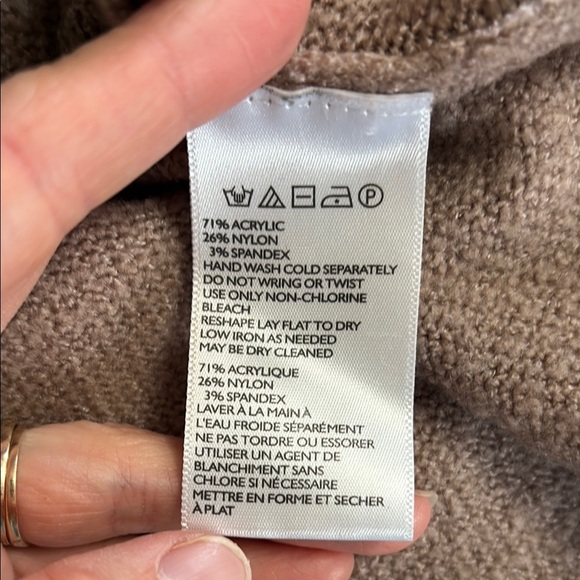 P
71% ACRYLIC
26% NYLON
3% SPANDEX
HAND WASH COLD SEPARATELY
DO NOT WRING OR TWIST
USE ONLY NON-CHLORINE
BLEACH
RESHAPE LAY FLAT TO DRY
LOW IRON AS NEEDED
MAY BE DRY CLEANED
71% ACRYLIQUE
26% NYLON
3% SPANDEX
LAVER À LA MAIN À
L'EAU FROIDE SÉPARÉMENT
NE PAS TORDRE OU ESSORER
UTILISER UN AGENT DE
BLANCHIMENT SANS
CHLORE SI NÉCESSAIRE
METTRE EN FORME ET SECHER
À PLAT